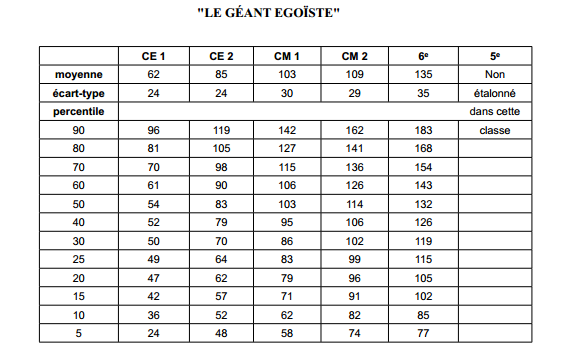 "LE GÉANT EGOÏSTE"
CE 1 CE 2 CM 1 CM 2 6e 5e
moyenne 62 85 103 109 135 Non
écart-type 24 24 30 29 35 étalonné
percentile dans cette
90 96 119 142 162 183 classe
80 81 105 127 141 168
70 70 98 115 136 154
60 61 90 106 126 143
50 54 83 103 114 132
40 52 79 95 106 126
30 50 70 86 102 119
25 49 64 83 99 115
20 47 62 79 96 105
15 42 57 71 91 102
10 36 52 62 82 85
5 24 48 58 74 77